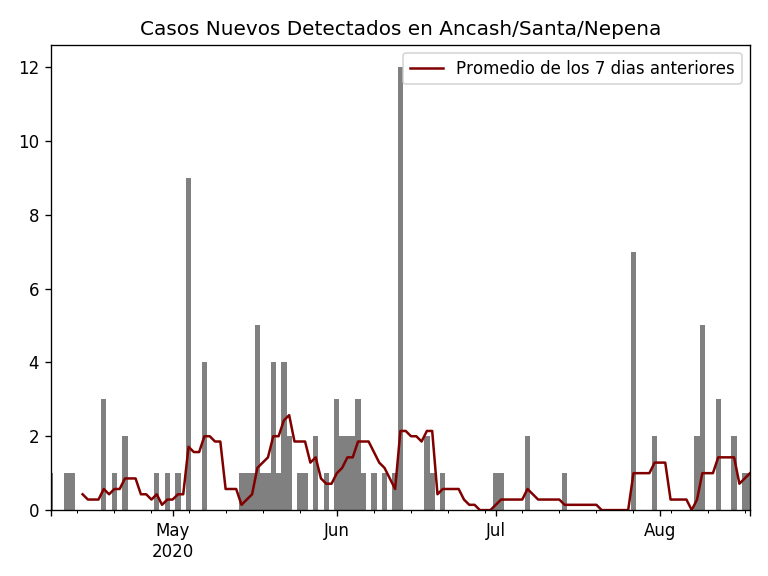 Casos Nuevos Detectados en Ancash/Santa/Nepena
Promedio de los 7 dias anteriores
12
10
8
6
4
2
0
May
2020
Jun
Jul
Aug